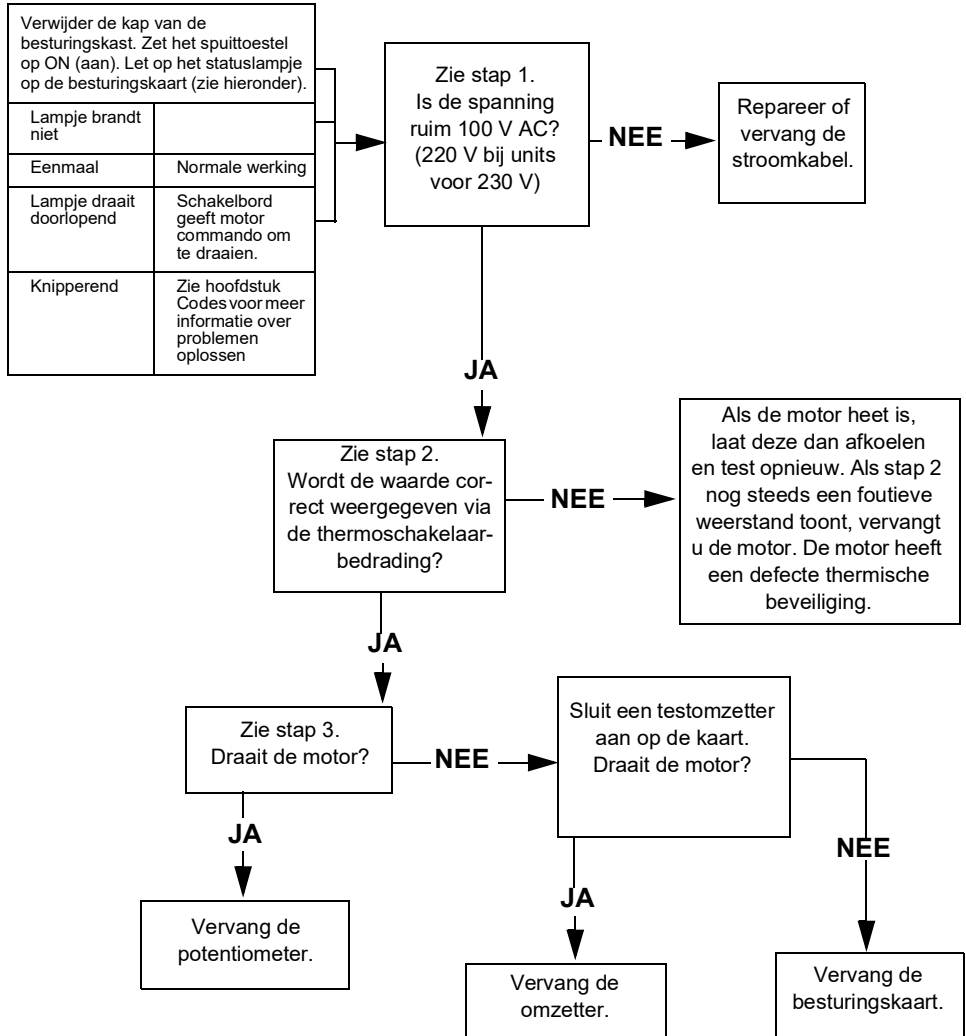 Verwijder de kap van de
besturingskast. Zet het spuittoestel
op ON (aan). Let op het statuslampje
op de besturingskaart (zie hieronder).
Lampje brandt
niet
Eenmaal
Normale werking
Lampje draait
doorlopend
Schakelbord
geeft motor
commando om
te draaien.
Knipperend
Zie hoofdstuk
Codes voor meer
informatie over
problemen
oplossen
Zie stap 1.
Is de spanning
ruim 100 V AC?
(220 V bij units
voor 230 V)
NEE
Repareer of
vervang de
stroomkabel.
JA
Zie stap 2.
Wordt de waarde cor-
rect weergegeven via
de thermoschakelaar-
bedrading?
NEE
Als de motor heet is,
laat deze dan afkoelen
en test opnieuw. Als stap 2
nog steeds een foutieve
weerstand toont, vervangt
u de motor. De motor heeft
een defecte thermische
beveiliging.
JA
Zie stap 3.
Draait de motor?
NEE
Sluit een testomzetter
aan op de kaart.
Draait de motor?
JA
Vervang de
potentiometer.
JA
Vervang de
omzetter.
NEE
Vervang de
besturingskaart.